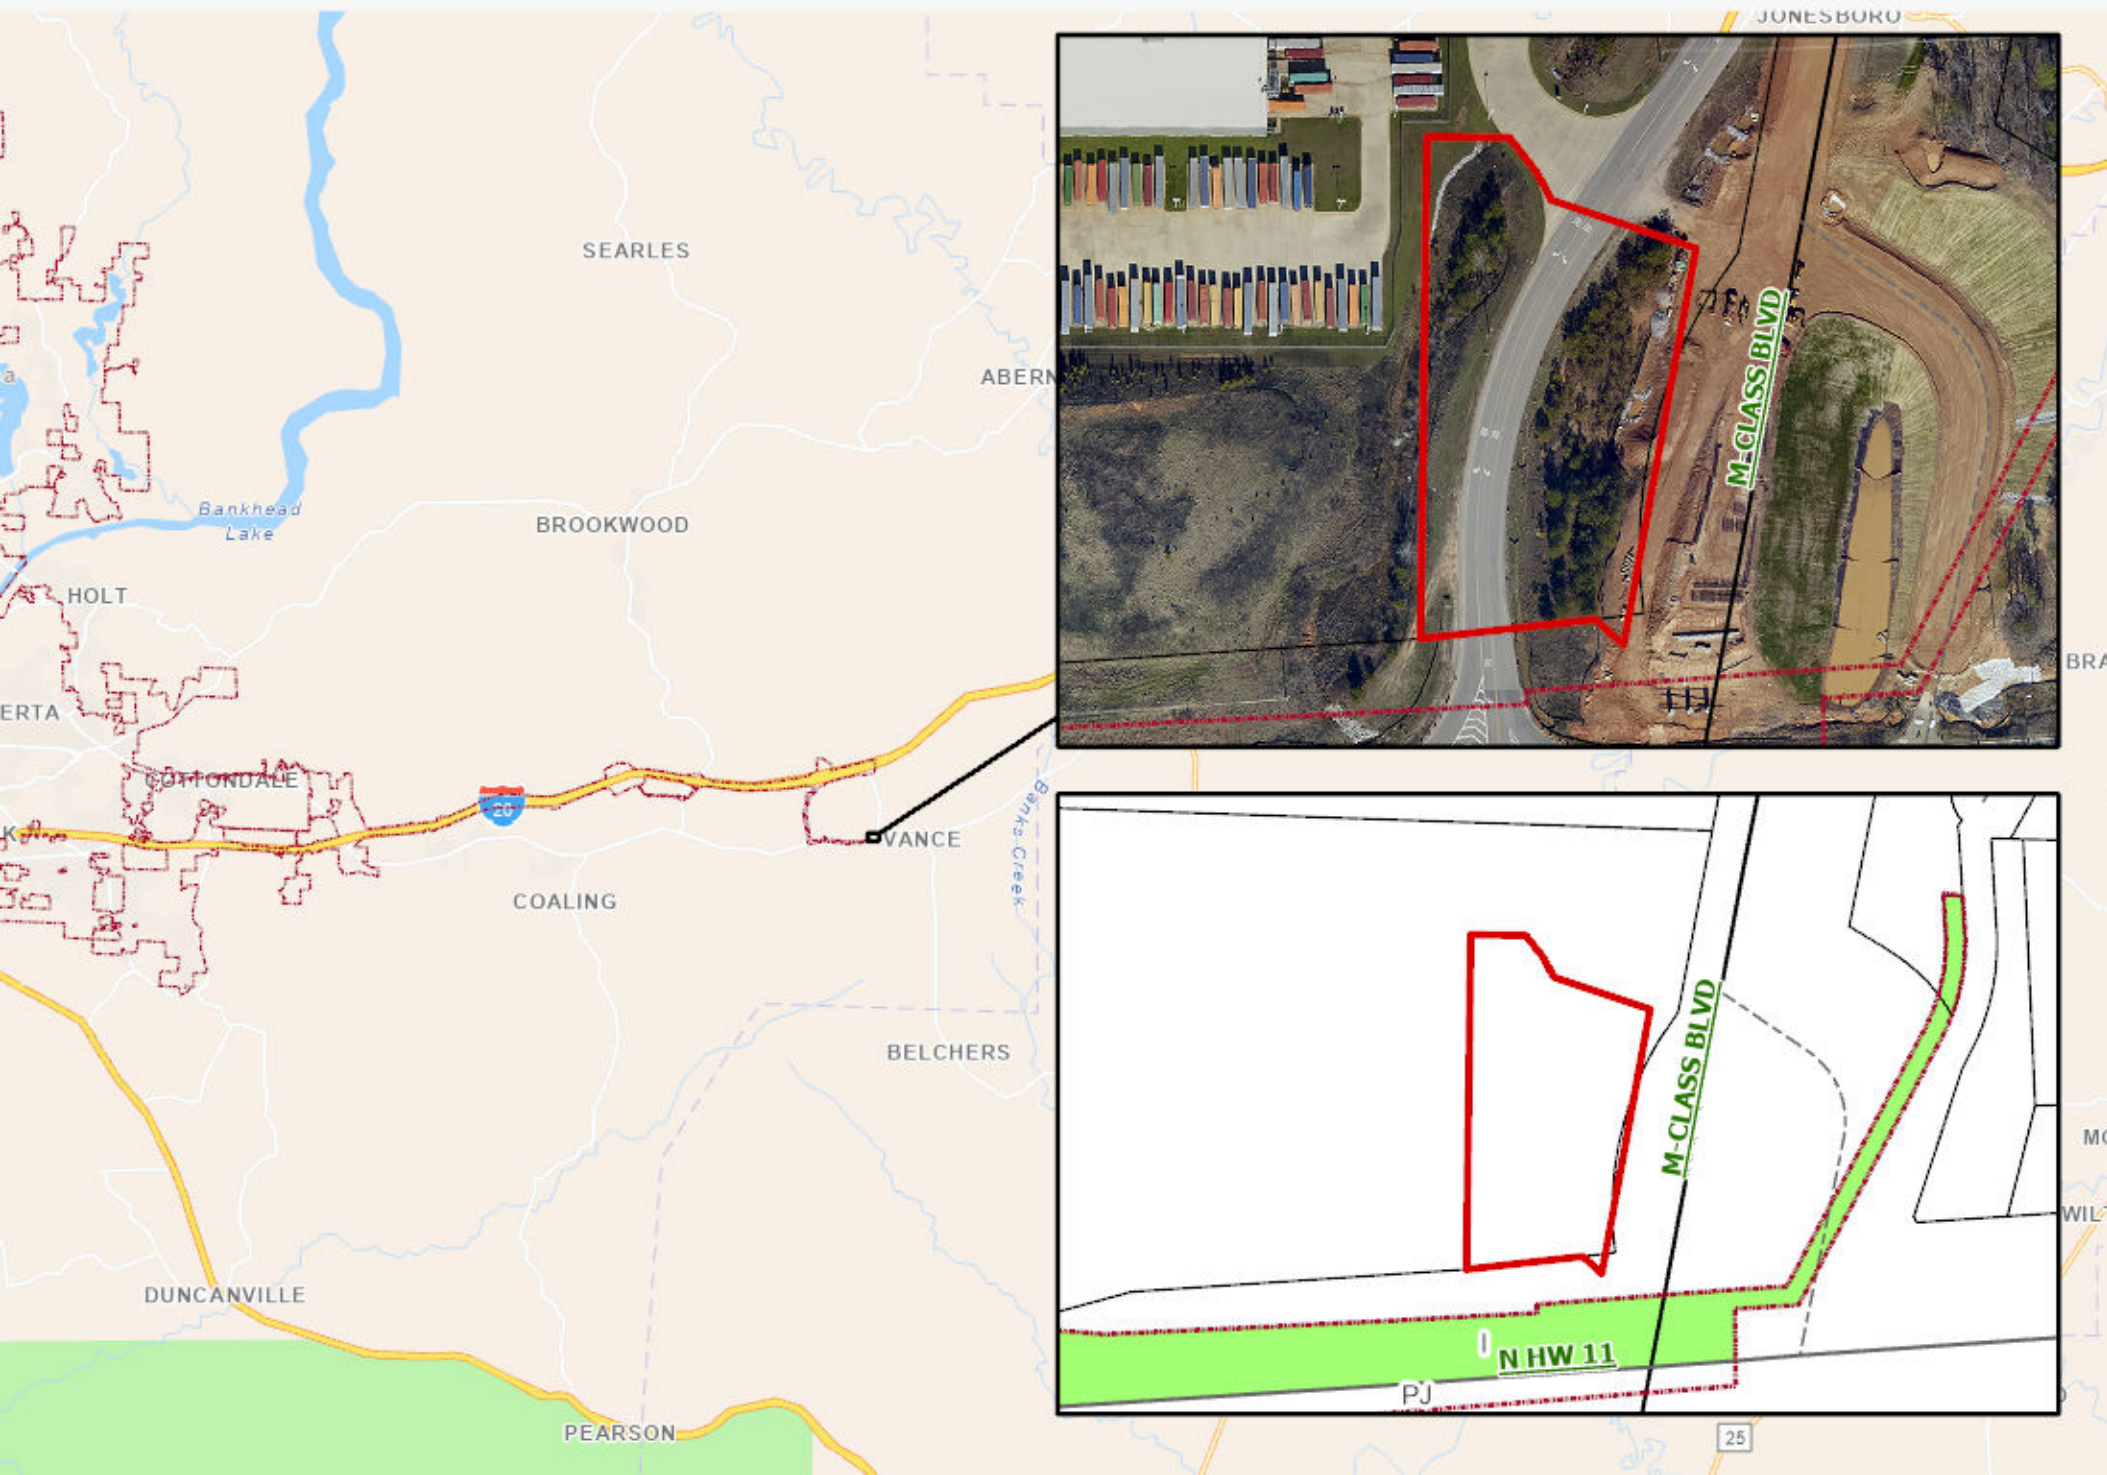 JONESBORO
SEARLES
ABERN
a
M-CLASS BLVD
Bankhead
Lake
BROOKWOOD
HOLT
BRA
ERTA
COTTONDALE
20
K
VANCE
Banks Creek
COALING
M-CLASS BLVD
BELCHERS
MO
WIL
DUNCANVILLE
I
N HW 11
PJ
PEARSON
25